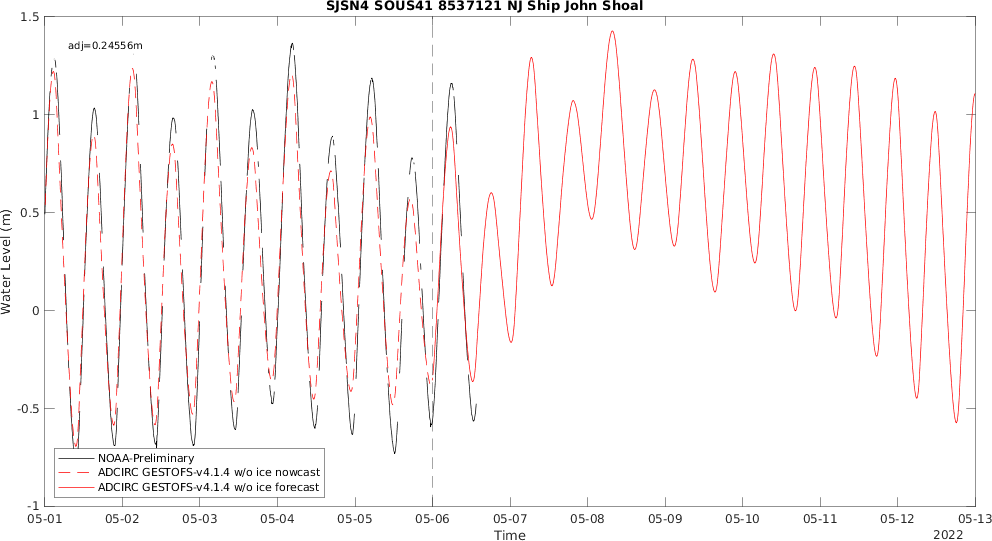 SJSN4 SOUS41 8537121 NJ Ship John Shoal
adj=0.24556m
1.5
1
0.5
0
-0.5
-1
Water Level (m)
NOAA-Preliminary
ADCIRC GESTOFS-v4.1.4 w/o ice nowcast
ADCIRC GESTOFS-v4.1.4 w/o ice forecast
05-01 05-02 05-03 05-04 05-05 05-06 05-07 05-08 05-09 05-10 05-11 05-12 05-13
Time
2022